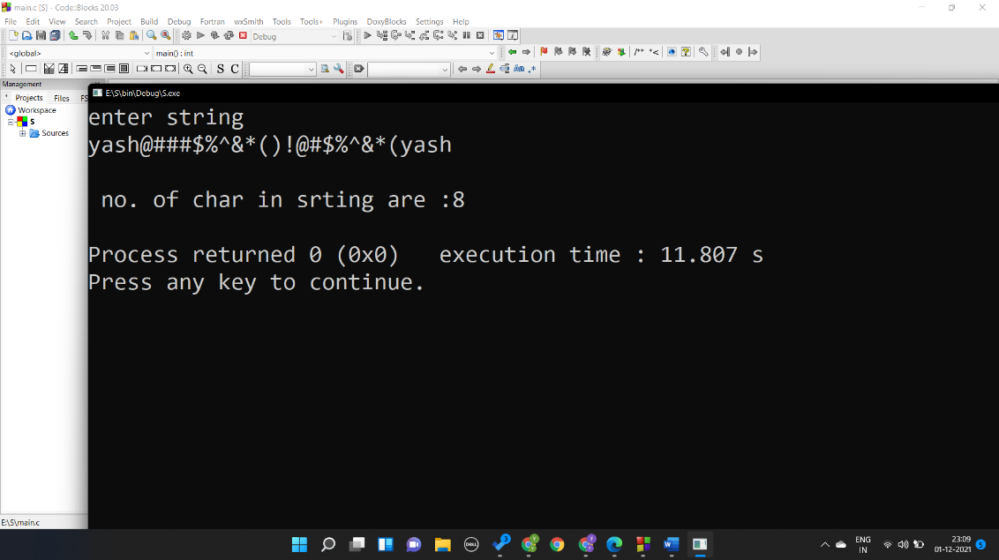 main.c [S] - Code::Blocks 20.03
File Edit View Search Project Build Debug Fortran wxSmith Tools Tools+ Plugins DoxyBlocks Settings Help
Debug
<global> main() : int
/** *<
S C
Aa .*
Management
Projects Files FS
E:\S\bin\Debug\S.exe
Workspace
S
Sources
enter string
yash@###$%^&*()!@#$%^&*(yash
no. of char in srting are :8
Process returned 0 (0x0) execution time : 11.807 s
Press any key to continue.
E:\S\main.c
DELL
ENG
IN
23:09
01-12-2021
5